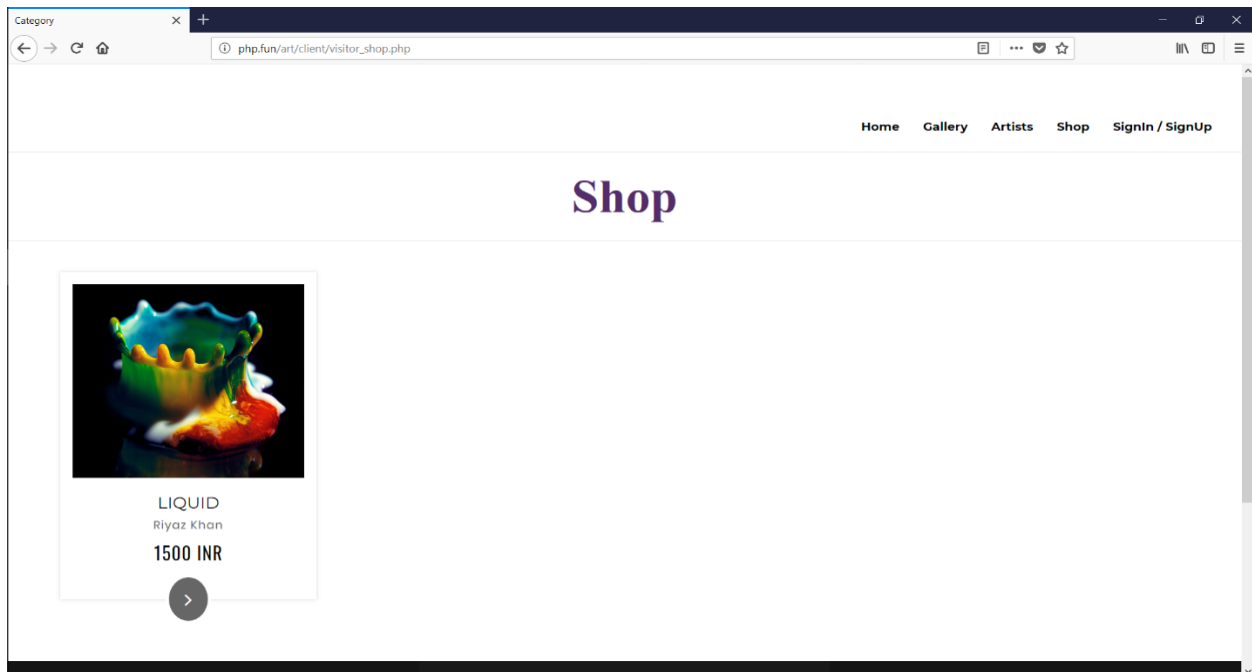 Category
php.fun/art/client/visitor_shop.php
Home Gallery Artists Shop SignIn / SignUp
Shop
LIQUID
Riyaz Khan
1500 INR